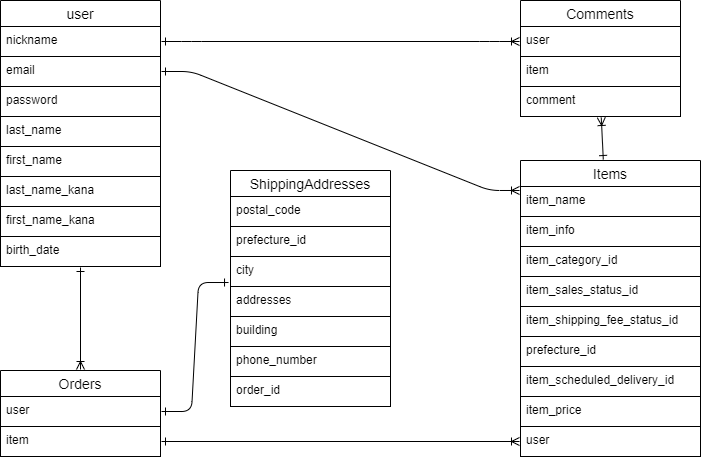 user
nickname
email
password
last_name
first_name
last_name_kana
first_name_kana
birth_date
Comments
user
item
comment
ShippingAddresses
postal_code
prefecture_id
city
addresses
building
phone_number
order_id
Items
item_name
item_info
item_category_id
item_sales_status_id
item_shipping_fee_status_id
prefecture_id
item_scheduled_delivery_id
item_price
user
Orders
user
item